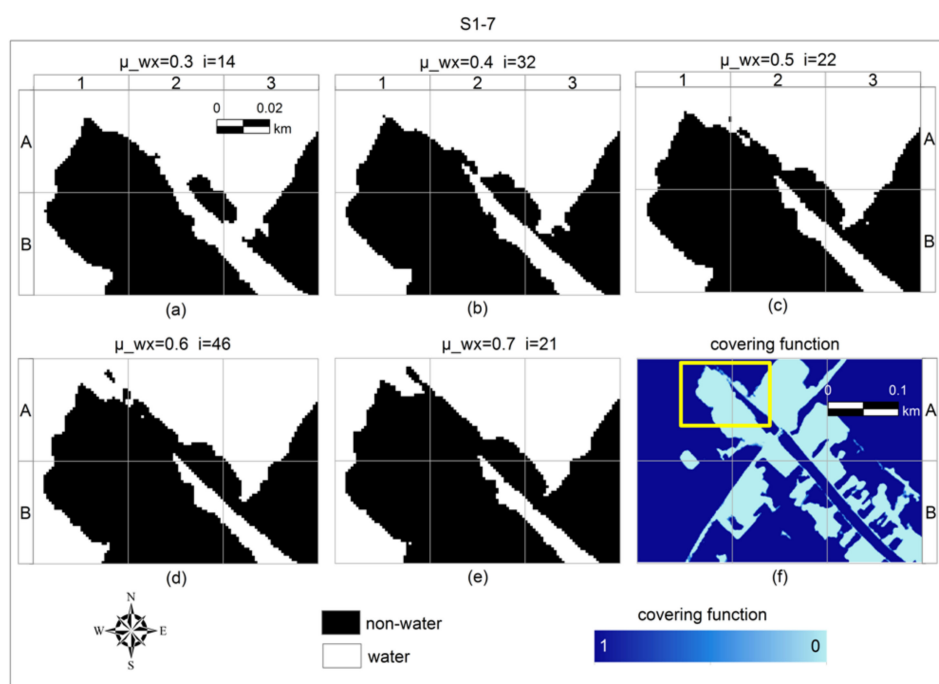 S1-7
μ_wx=0.3 i=14
μ_wx=0.4 i=32
μ_wx=0.5 i=22
1 2 3
1 2 3
1 2 3
0 0.02
km
A
A
B
B
(a)
(b)
(c)
μ_wx=0.6 i=46
μ_wx=0.7 i=21
covering function
0 0.1
km
A
A
B
B
(d)
(e)
(f)
N
W E
S
non-water
water
covering function
1 0